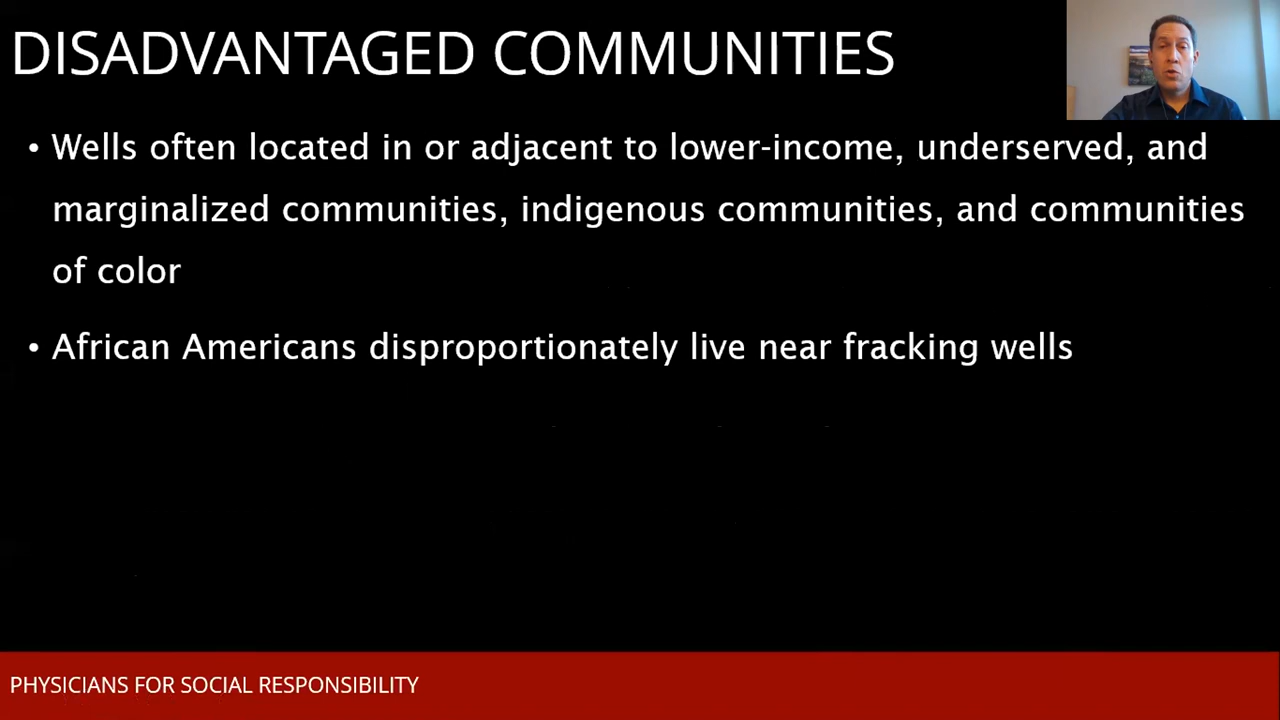 DISADVANTAGED COMMUNITIES
• Wells often located in or adjacent to lower-income, underserved, and
marginalized communities, indigenous communities, and communities
of color
• African Americans disproportionately live near fracking wells
PHYSICIANS FOR SOCIAL RESPONSIBILITY